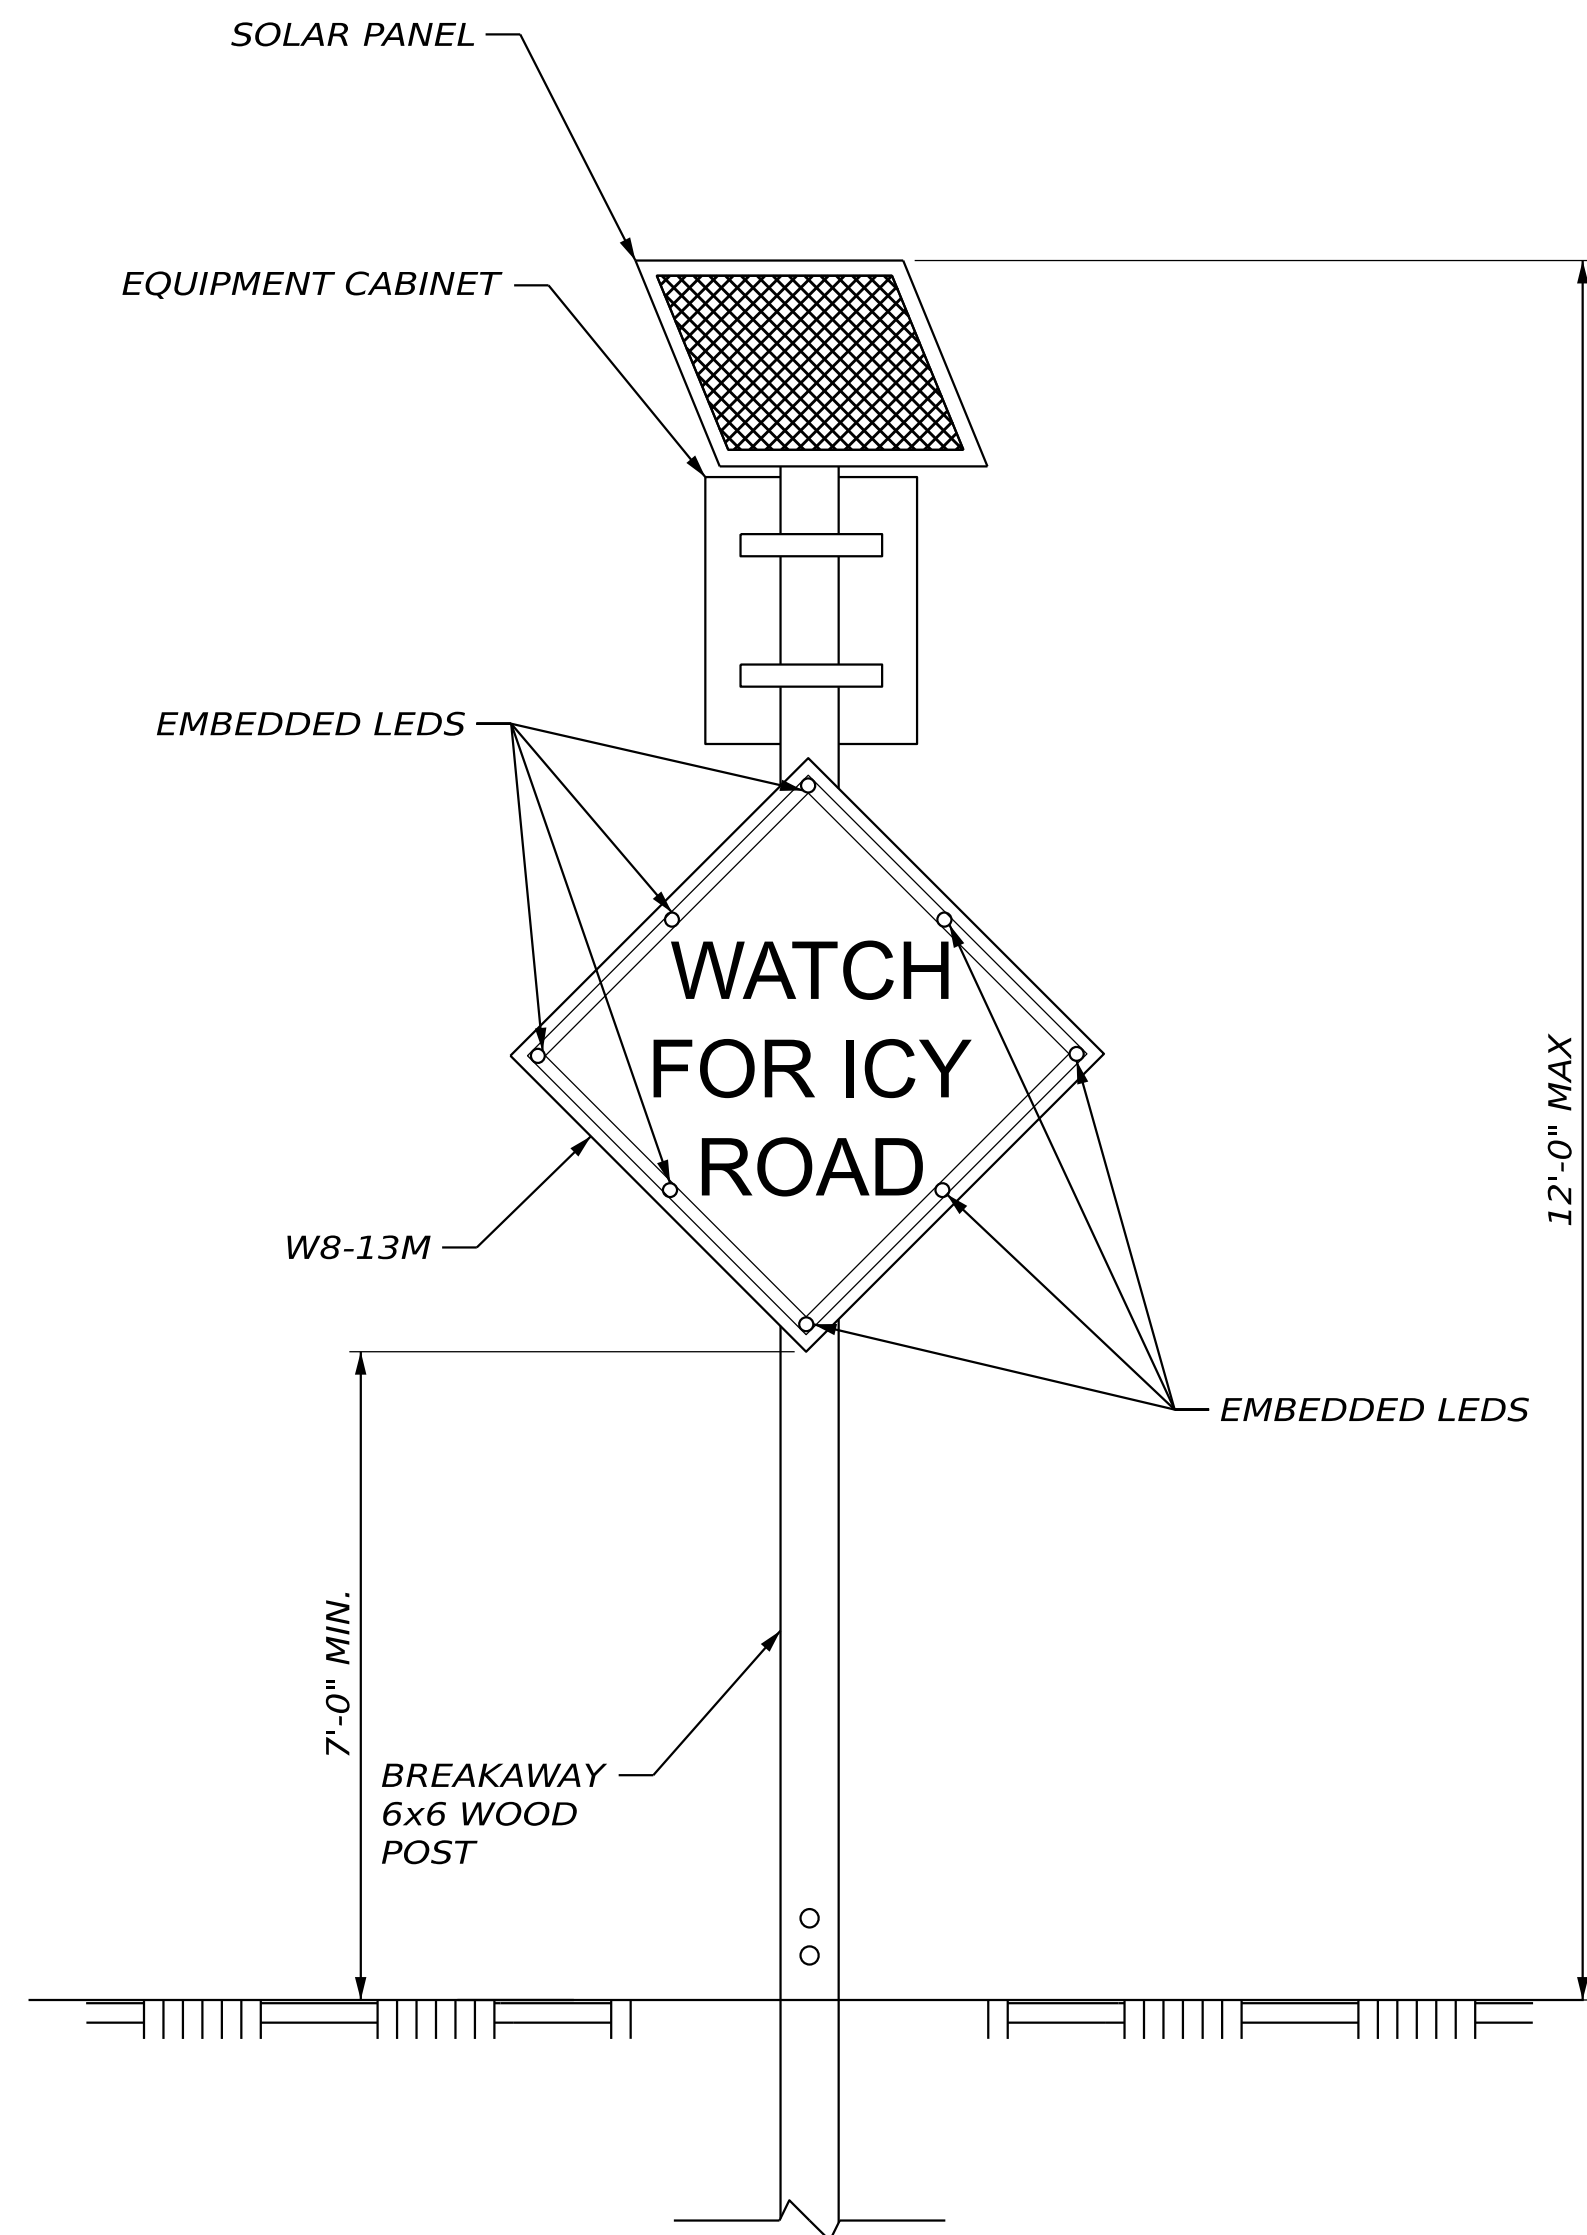 SOLAR PANEL
EQUIPMENT CABINET
EMBEDDED LEDS
WATCH
FOR ICY
ROAD
12'-0" MAX
W8-13M
EMBEDDED LEDS
7'-0" MIN.
BREAKAWAY
6x6 WOOD
POST